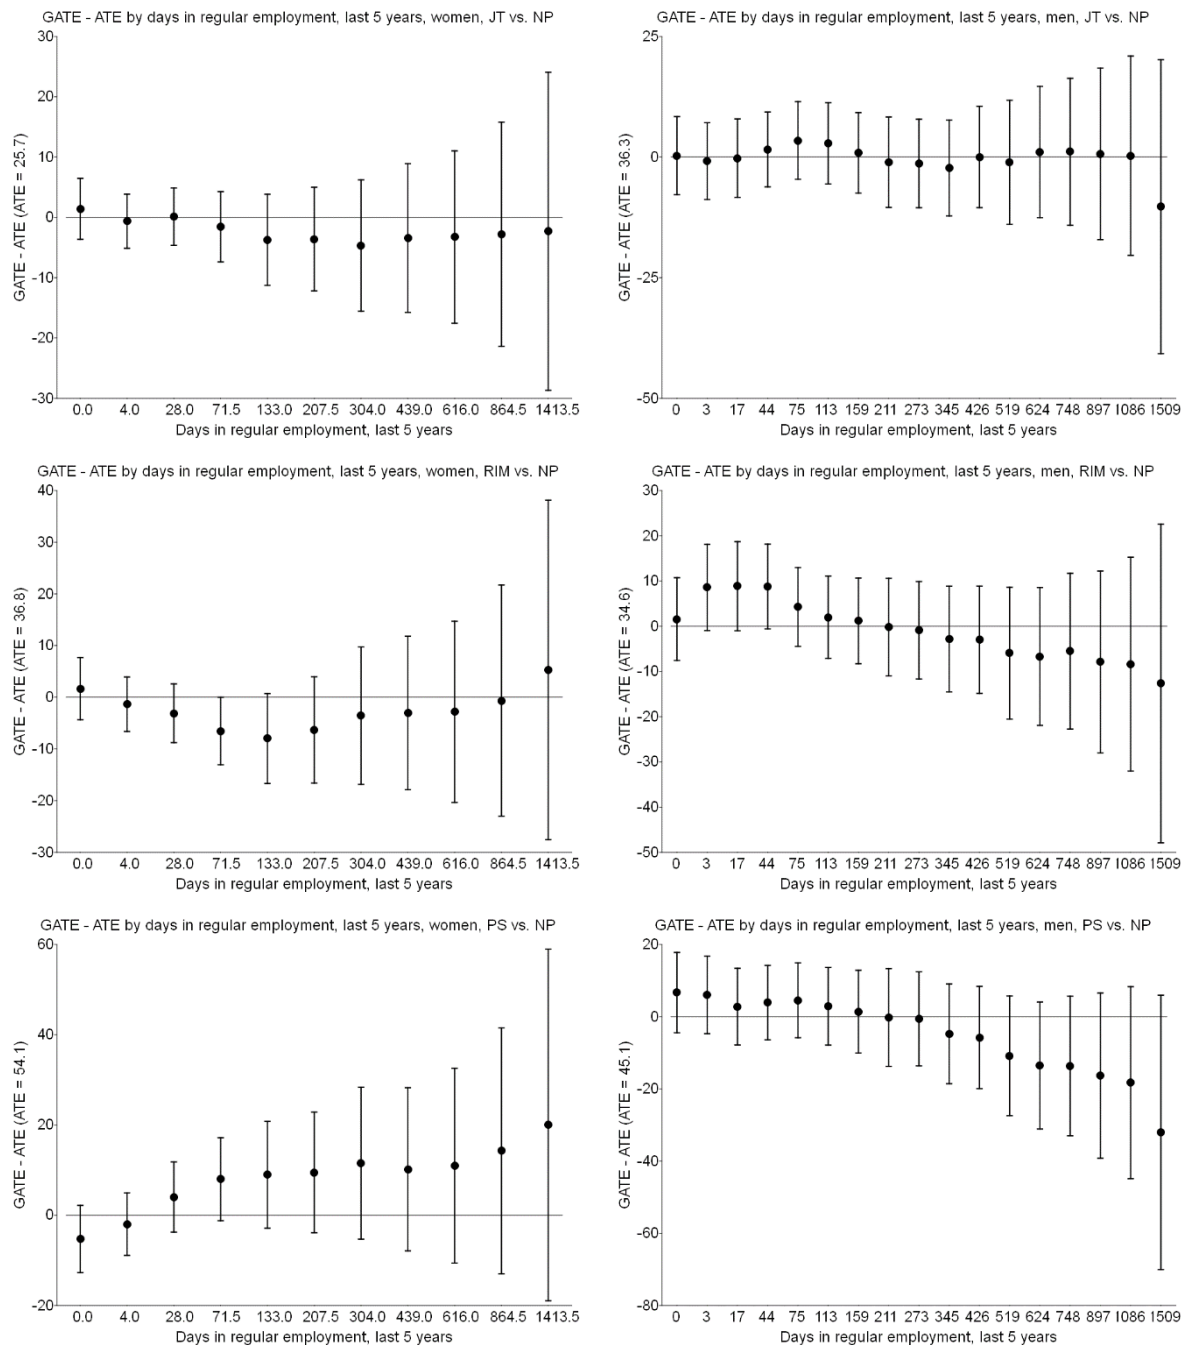 GATE - ATE by days in regular employment, last 5 years, women, JT vs. NP
GATE - ATE (ATE = 25.7)
30
20
10
0
-10
-20
-30
0.0 4.0 28.0 71.5 133.0 207.5 304.0 439.0 616.0 864.5 1413.5
Days in regular employment, last 5 years
GATE - ATE by days in regular employment, last 5 years, men, JT vs. NP
GATE - ATE (ATE = 36.3)
25
0
-25
-50
0 3 17 44 75 113 159 211 273 345 426 519 624 748 897 1086 1509
Days in regular employment, last 5 years
GATE - ATE by days in regular employment, last 5 years, women, RIM vs. NP
GATE - ATE (ATE = 36.8)
40
30
20
10
0
-10
-20
-30
0.0 4.0 28.0 71.5 133.0 207.5 304.0 439.0 616.0 864.5 1413.5
Days in regular employment, last 5 years
GATE - ATE by days in regular employment, last 5 years, men, RIM vs. NP
GATE - ATE (ATE = 34.6)
30
20
10
0
-10
-20
-30
-40
-50
0 3 17 44 75 113 159 211 273 345 426 519 624 748 897 1086 1509
Days in regular employment, last 5 years
GATE - ATE by days in regular employment, last 5 years, women, PS vs. NP
GATE - ATE (ATE = 54.1)
60
40
20
0
-20
0.0 4.0 28.0 71.5 133.0 207.5 304.0 439.0 616.0 864.5 1413.5
Days in regular employment, last 5 years
GATE - ATE by days in regular employment, last 5 years, men, PS vs. NP
GATE - ATE (ATE = 45.1)
20
0
-20
-40
-60
-80
0 3 17 44 75 113 159 211 273 345 426 519 624 748 897 1086 1509
Days in regular employment, last 5 years